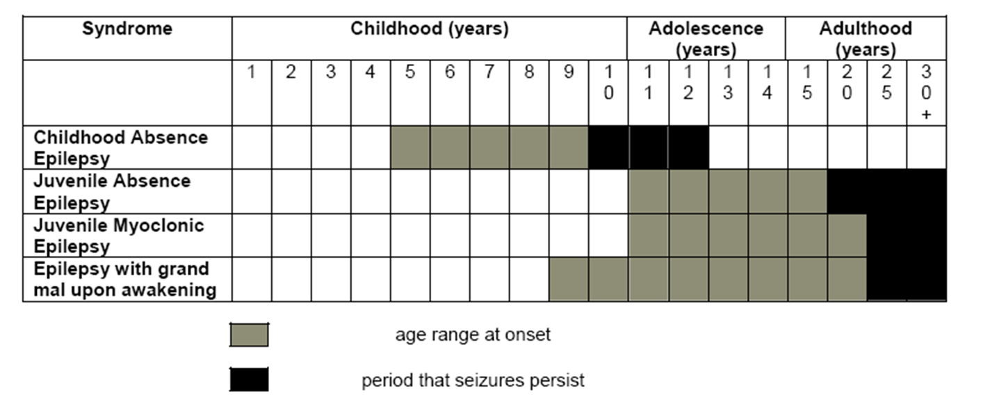 Syndrome Childhood (years) Adolescence (years) Adulthood (years)
1 2 3 4 5 6 7 8 9 10 11 12 13 14 15 20 25 30+
Childhood Absence
Epilepsy
Juvenile Absence
Epilepsy
Juvenile Myoclonic
Epilepsy
Epilepsy with grand
mal upon awakening
age range at onset
period that seizures persist